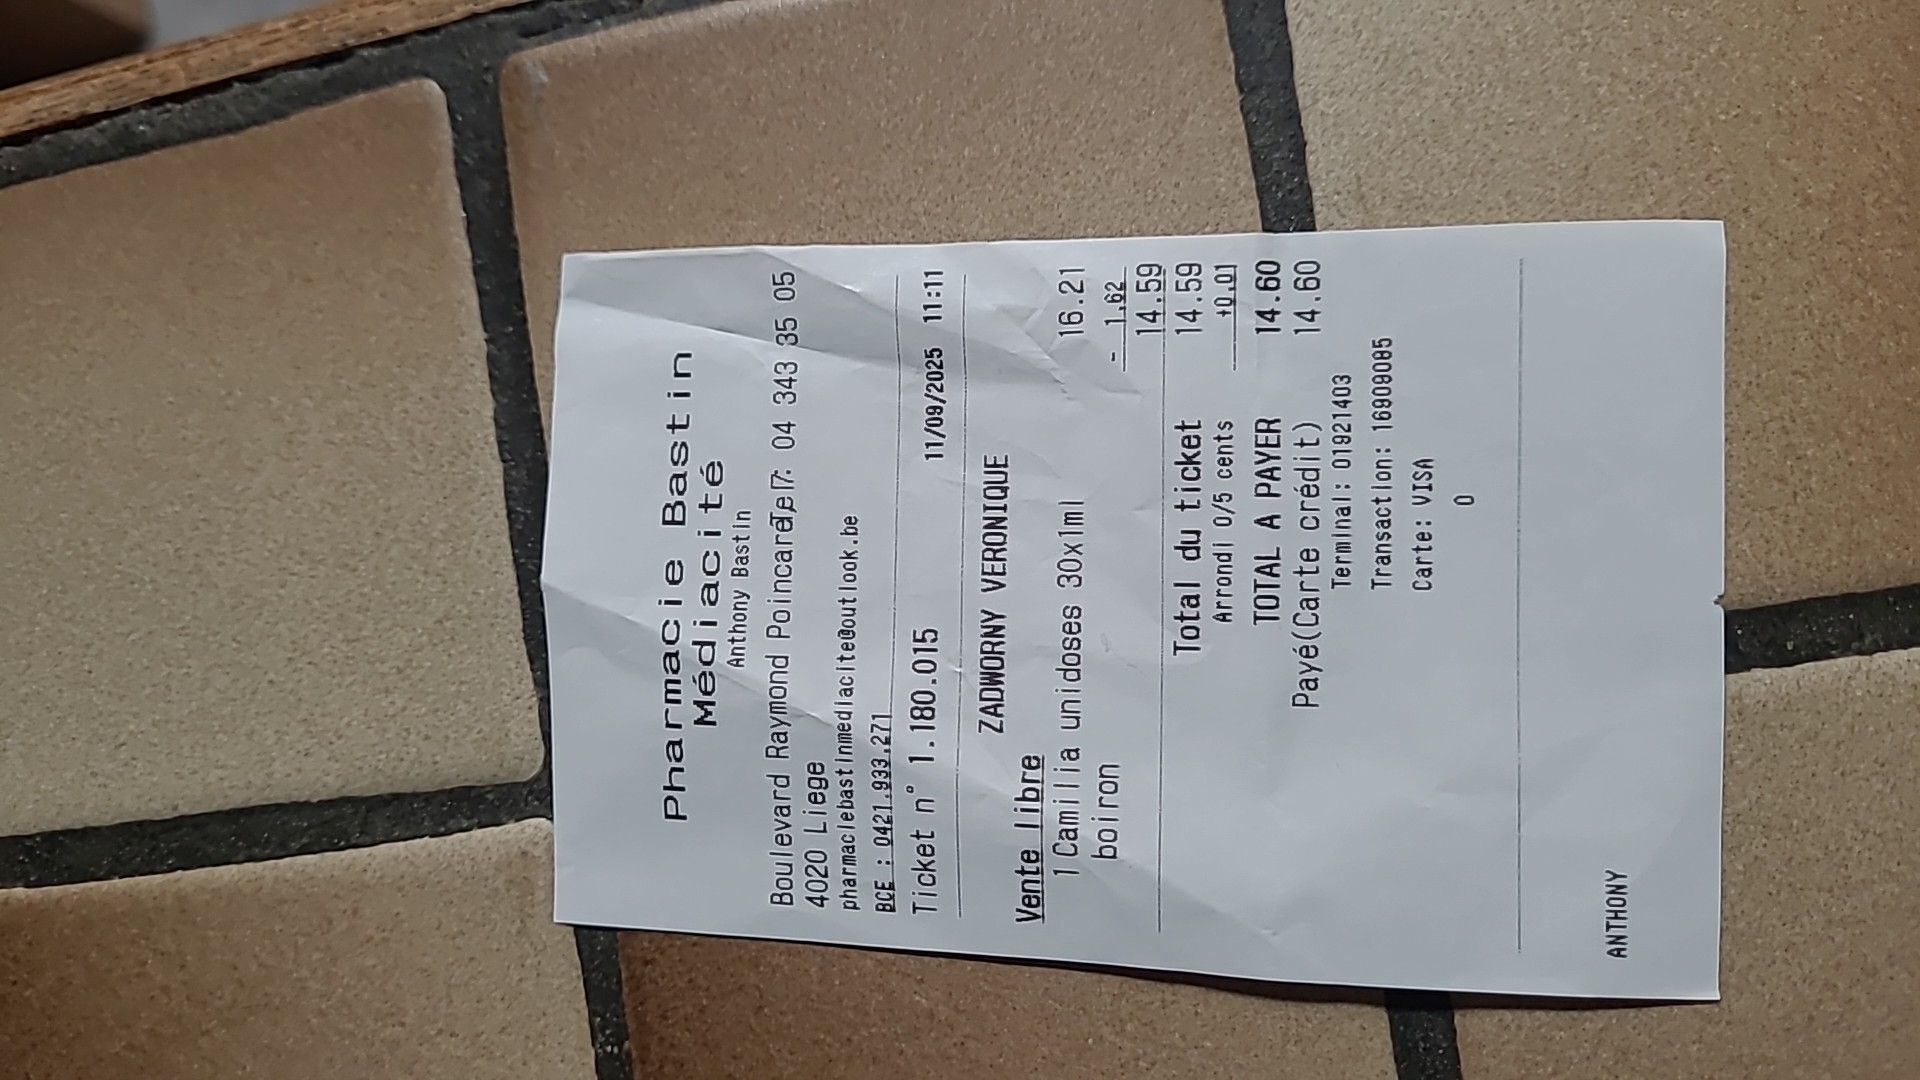 Pharmacie Bastin
Médiacité
Anthony Bastin
Boulevard Raymond Poincaré, 7 Tel: 04 343 35 05
4020 Liege
pharmaciebastinmediacite@outlook.be
BCE : 0421.933.271
Ticket n° 1.180.015 11/09/2025 11:11
ZADWORNY VERONIQUE
Vente libre
1 Camilia unidoses 30x1ml 16.21
boiron - 1.62
14.59
Total du ticket 14.59
Arrondi 0/5 cents +0.01
TOTAL A PAYER 14.60
Payé(Carte crédit) 14.60
Terminal: 01921403
Transaction: 16909085
Carte: VISA
0
ANTHONY